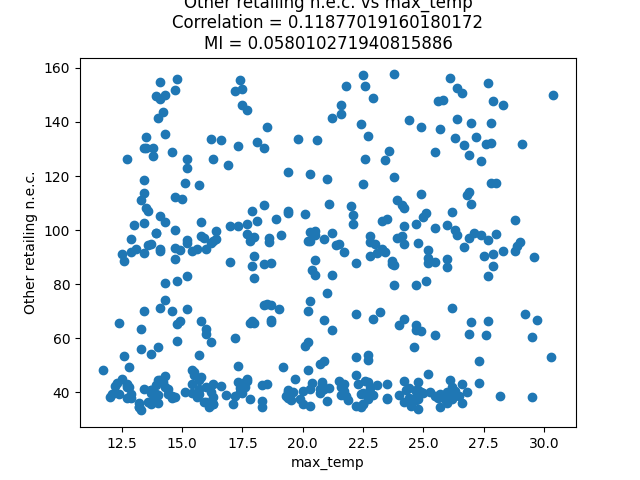 Other retailing n.e.c. vs max_temp
Correlation = 0.11877019160180172
MI = 0.058010271940815886
160
140
120
100
80
60
40
Other retailing n.e.c.
12.5 15.0 17.5 20.0 22.5 25.0 27.5 30.0
max_temp